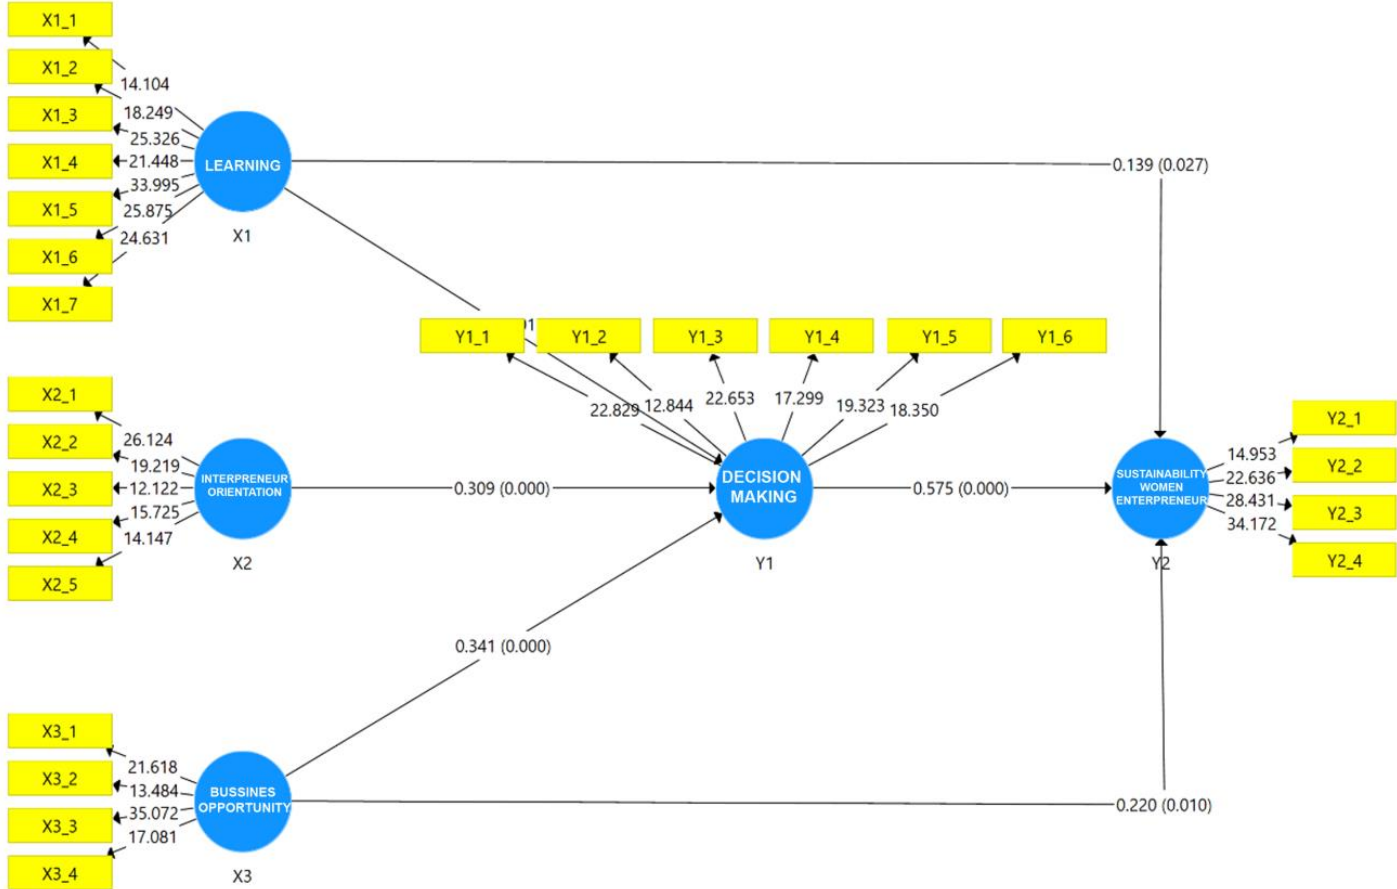 X1_1
X1_2
X1_3
X1_4
X1_5
X1_6
X1_7
14.104
18.249
25.326
21.448
33.995
25.875
24.631
LEARNING
X1
0.139 (0.027)
Y1_1
Y1_2
Y1_3
Y1_4
Y1_5
Y1_6
22.829
12.844
22.653
17.299
19.323
18.350
X2_1
X2_2
X2_3
X2_4
X2_5
26.124
19.219
12.122
15.725
14.147
INTERPRENEUR
ORIENTATION
X2
0.309 (0.000)
DECISION
MAKING
Y1
0.575 (0.000)
SUSTAINABILITY
WOMEN
ENTERPRENEUR
Y2
14.953
22.636
28.431
34.172
Y2_1
Y2_2
Y2_3
Y2_4
0.341 (0.000)
X3_1
X3_2
X3_3
X3_4
21.618
13.484
35.072
17.081
BUSSINES
OPPORTUNITY
X3
0.220 (0.010)